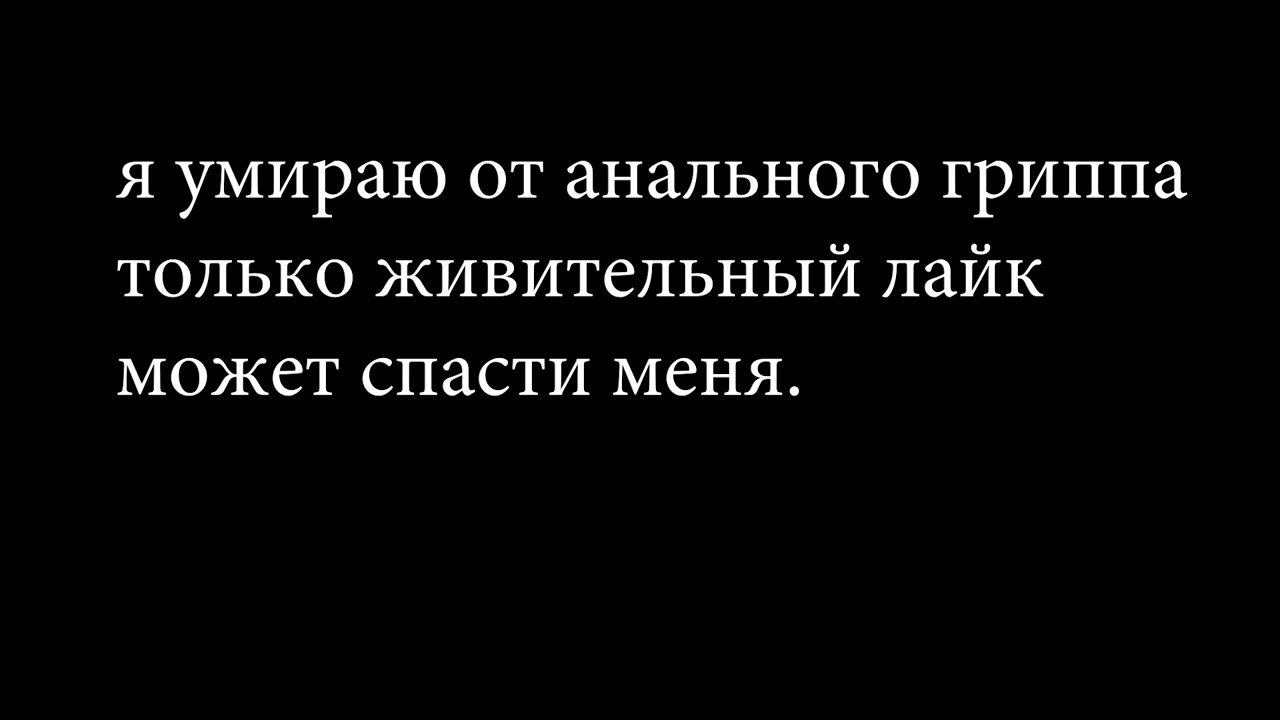 я умираю от анального гриппа
только живительный лайк
может спасти меня.